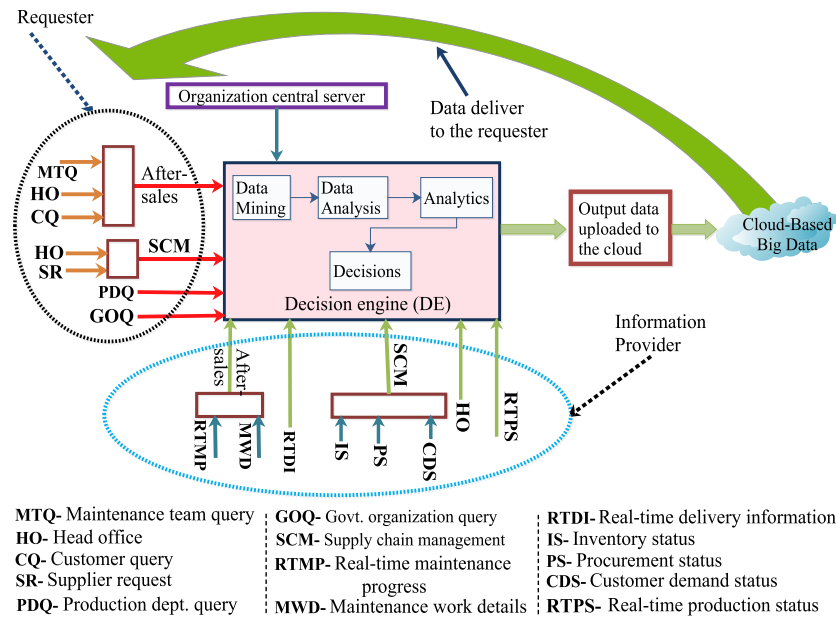 Requester
Organization central server
Data deliver
to the requester
MTQ
HO
CQ
After-
sales
HO
SR
SCM
PDQ
GOQ
Data
Mining
Data
Analysis
Analytics
Decisions
Decision engine (DE)
Output data
uploaded to
the cloud
Cloud-Based
Big Data
Information
Provider
After-
sales
SCM
HO
RTPS
RTMP
MWD
RTDI
IS
PS
CDS
MTQ- Maintenance team query
HO- Head office
CQ- Customer query
SR- Supplier request
PDQ- Production dept. query
GOQ- Govt. organization query
SCM- Supply chain management
RTMP- Real-time maintenance
progress
MWD- Maintenance work details
RTDI- Real-time delivery information
IS- Inventory status
PS- Procurement status
CDS- Customer demand status
RTPS- Real-time production status